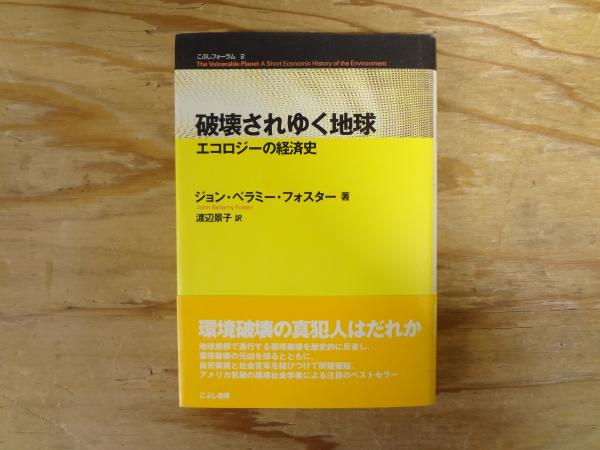 こぶしフォーラム 2
The Vulnerable Planet A Short Economic History of the Environment
破壊されゆく地球
エコロジーの経済史
ジョン・ベラミー・フォスター 著
John Bellamy Foster
渡辺景子 訳
環境破壊の真犯人はだれか
地球規模で進行する環境破壊を歴史的に反省し、
環境破壊の元凶を探るとともに、
自然保護と社会変革を結びつけて問題提起。
アメリカ気鋭の環境社会学者による注目のベストセラー
こぶし書房